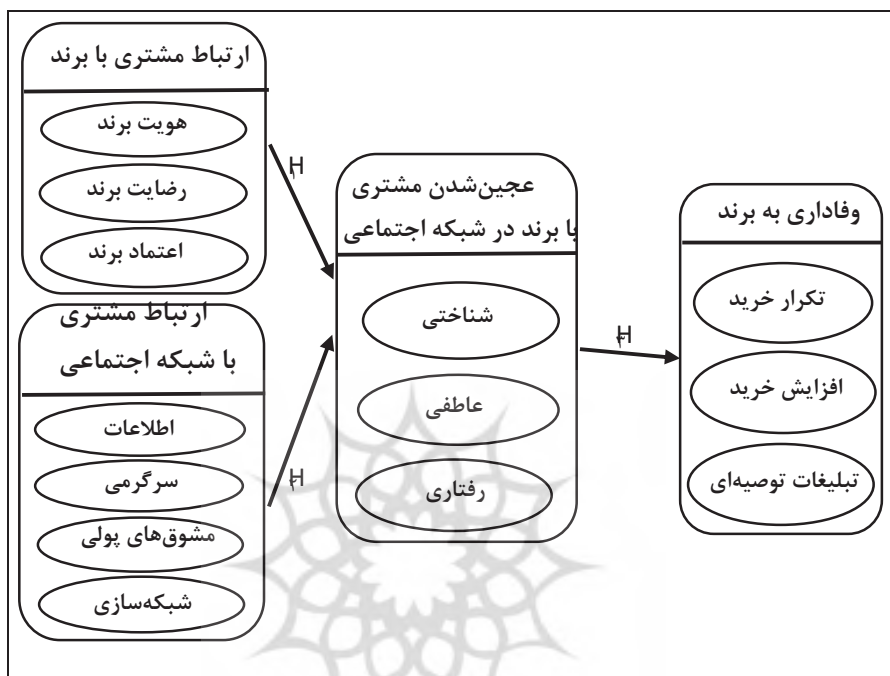 ارتباط مشتری با برند
هویت برند
رضایت برند
اعتماد برند
ارتباط مشتری
با شبکه اجتماعی
اطلاعات
سرگرمی
مشوق‌های پولی
شبکه‌سازی
H
H
عجین‌شدن مشتری
با برند در شبکه اجتماعی
شناختی
عاطفی
رفتاری
H
وفاداری به برند
تکرار خرید
افزایش خرید
تبلیغات توصیه‌ای